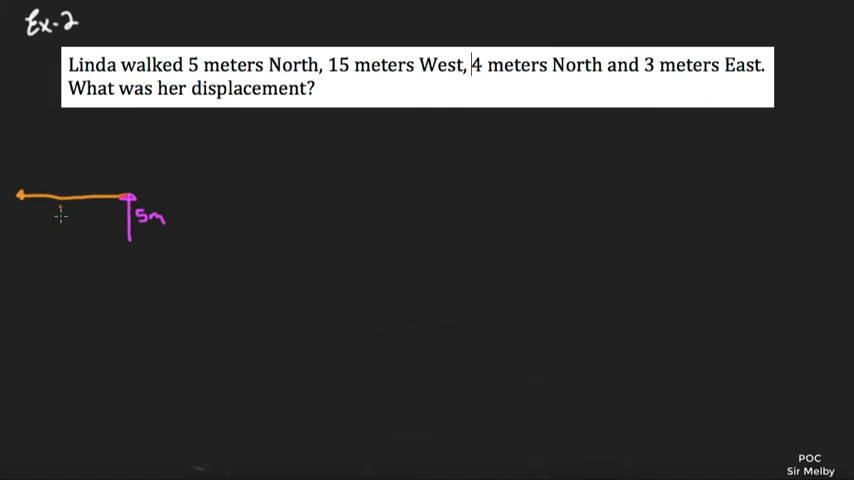 Ex-2
Linda walked 5 meters North, 15 meters West, 4 meters North and 3 meters East.
What was her displacement?
5m
POC
Sir Melby